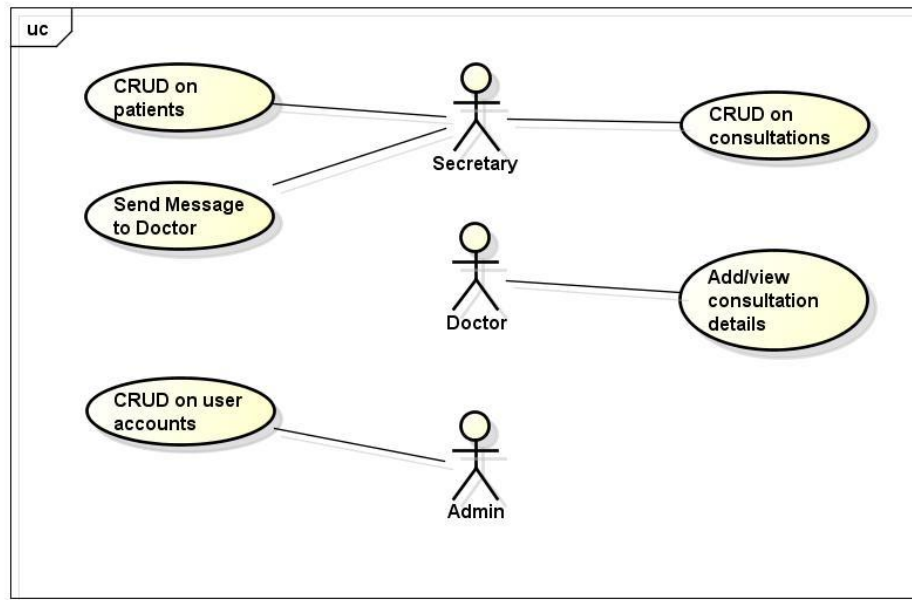 uc
CRUD on
patients
Secretary
CRUD on
consultations
Send Message
to Doctor
Doctor
Add/view
consultation
details
CRUD on user
accounts
Admin